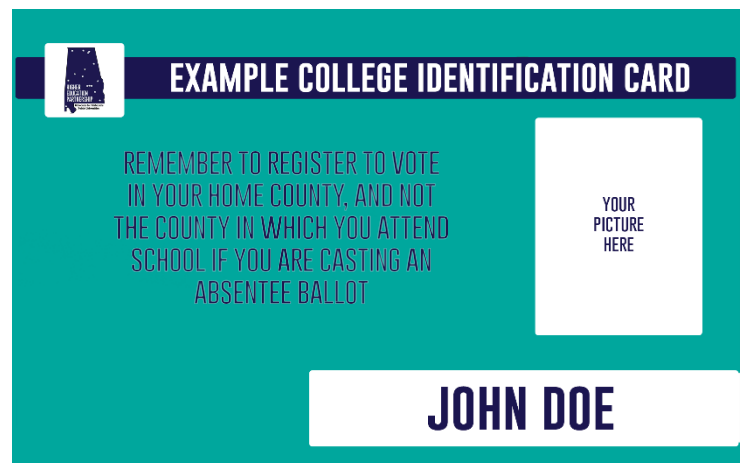 EXAMPLE COLLEGE IDENTIFICATION CARD
HIGHER
EDUCATION
PARTNERSHIP
REMEMBER TO REGISTER TO VOTE
IN YOUR HOME COUNTY, AND NOT
THE COUNTY IN WHICH YOU ATTEND
SCHOOL IF YOU ARE CASTING AN
ABSENTEE BALLOT
YOUR
PICTURE
HERE
JOHN DOE